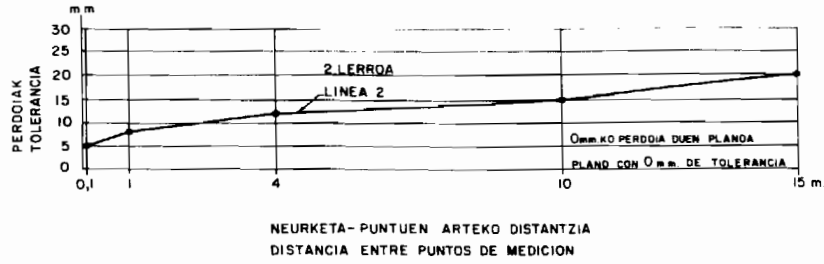 mm
PERDOIAK
TOLERANCIA
30
25
20
15
10
5
0
2.LERROA
LINEA 2
0mm.KO PERDOIA DUEN PLANOA
PLANO CON 0 mm. DE TOLERANCIA
0,1 1 4 10 15 m.
NEURKETA-PUNTUEN ARTEKO DISTANTZIA
DISTANCIA ENTRE PUNTOS DE MEDICION